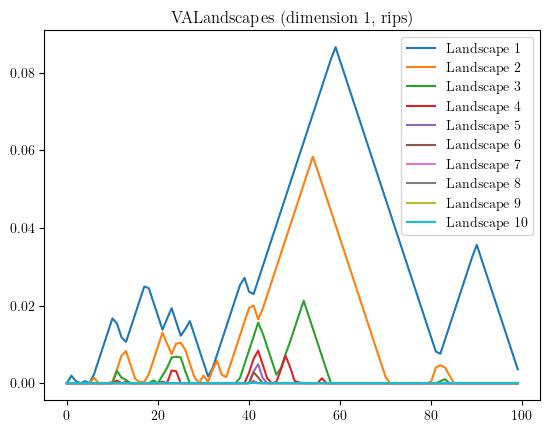 VALandscapes (dimension 1, rips)
Landscape 1
Landscape 2
Landscape 3
Landscape 4
Landscape 5
Landscape 6
Landscape 7
Landscape 8
Landscape 9
Landscape 10
0.08
0.06
0.04
0.02
0.00
0 20 40 60 80 100